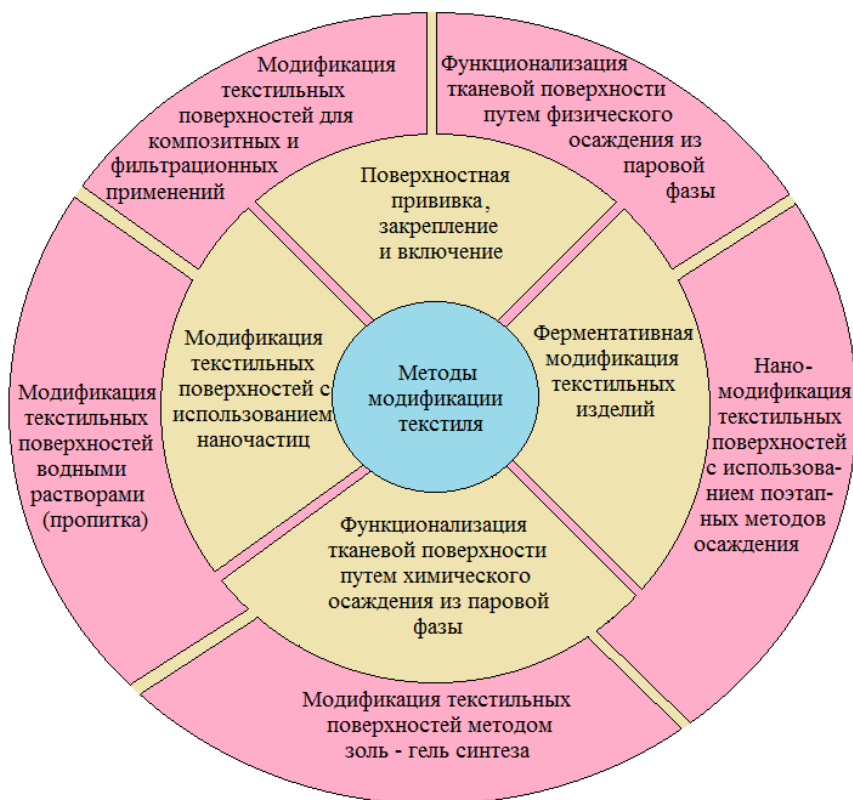 Модификация
текстильных
поверхностей для
композитных и
фильтрационных
применений
Функционализация
тканевой поверхности
путем физического
осаждения из
паровой
фазы
Поверхностная
прививка,
закрепление
и включение
Модификация
текстильных
поверхностей с
использованием
наночастиц
Методы
модификации
текстиля
Ферментативная
модификация
текстильных
изделий
Модификация
текстильных
поверхностей
водными
растворами
(пропитка)
Нано-
модификация
текстильных
поверхностей
с использова-
нием поэтап-
ных методов
осаждения
Функционализация
тканевой поверхности
путем химического
осаждения из паровой
фазы
Модификация текстильных
поверхностей методом
золь - гель синтеза